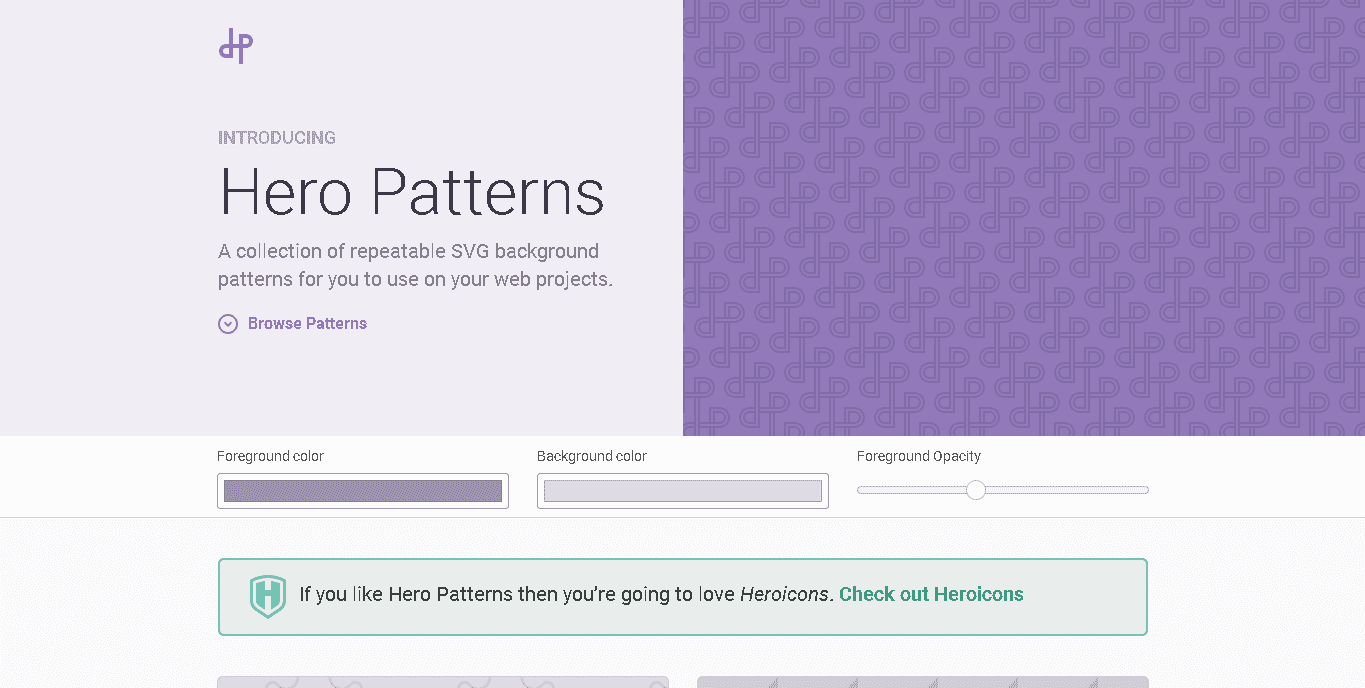 INTRODUCING
Hero Patterns
A collection of repeatable SVG background
patterns for you to use on your web projects.
Browse Patterns
Foreground color
Background color
Foreground Opacity
If you like Hero Patterns then you’re going to love Heroicons. Check out Heroicons